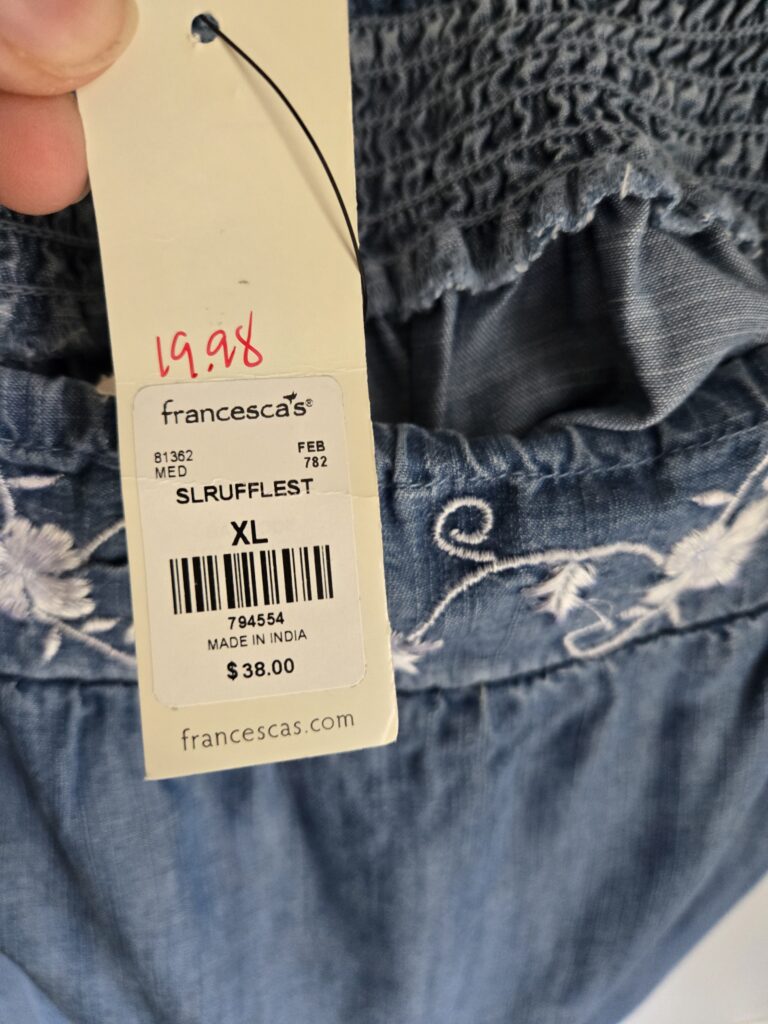 19.98
francesca's®
81362 FEB
MED 782
SLRUFFLEST
XL
794554
MADE IN INDIA
$38.00
francescas.com